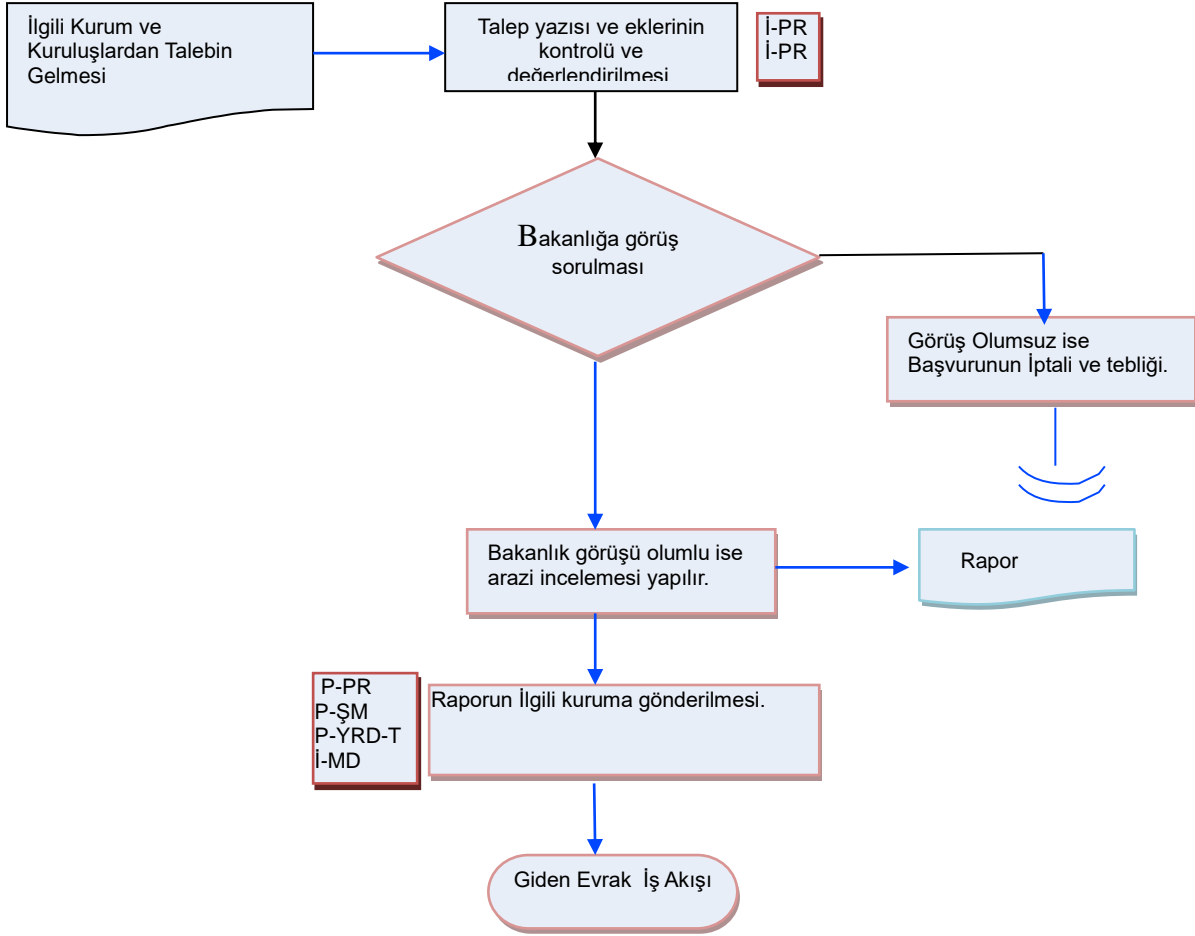 İlgili Kurum ve
Kuruluşlardan Talebin
Gelmesi
Talep yazısı ve eklerinin
kontrolü ve
değerlendirilmesi
İ-PR
İ-PR
Bakanlığa görüş
sorulması
Görüş Olumsuz ise
Başvurunun İptali ve tebliği.
Bakanlık görüşü olumlu ise
arazi incelemesi yapılır.
Rapor
P-PR
P-ŞM
P-YRD-T
İ-MD
Raporun İlgili kuruma gönderilmesi.
Giden Evrak İş Akışı